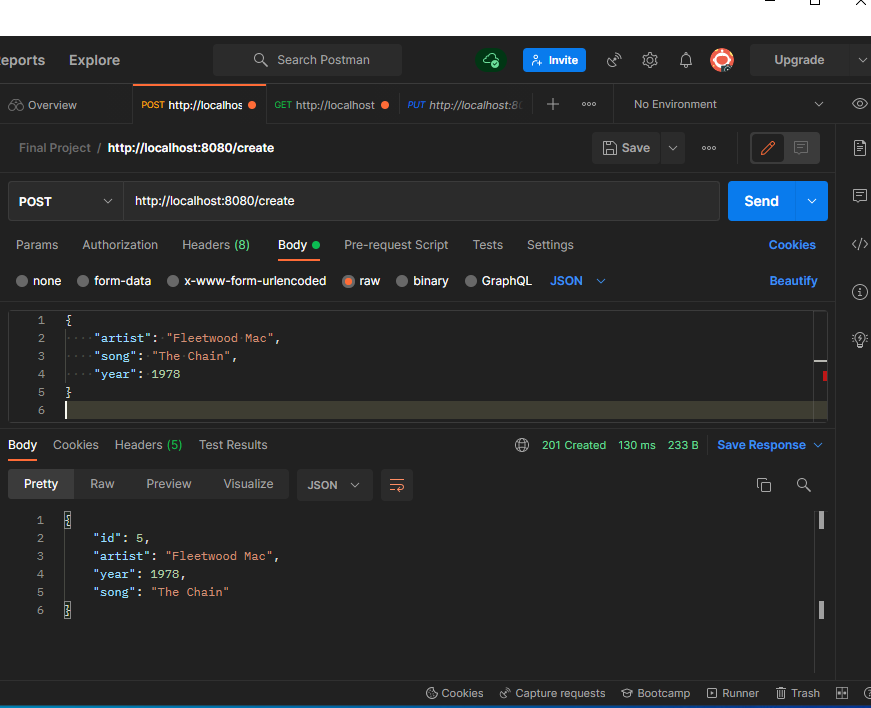 eports Explore Search Postman Invite Upgrade
Overview POST http://localhos GET http://localhost PUT http://localhost:80 No Environment
Final Project / http://localhost:8080/create Save
POST http://localhost:8080/create Send
Params Authorization Headers (8) Body Pre-request Script Tests Settings Cookies
none form-data x-www-form-urlencoded raw binary GraphQL JSON Beautify
1 {
2 "artist": "Fleetwood Mac",
3 "song": "The Chain",
4 "year": 1978
5 }
6
Body Cookies Headers (5) Test Results 201 Created 130 ms 233 B Save Response
Pretty Raw Preview Visualize JSON
1 {
2 "id": 5,
3 "artist": "Fleetwood Mac",
4 "year": 1978,
5 "song": "The Chain"
6 }
Cookies Capture requests Bootcamp Runner Trash